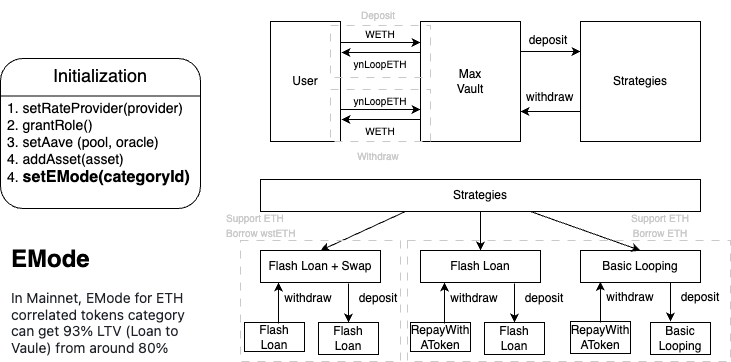 Initialization
1. setRateProvider(provider)
2. grantRole()
3. setAave (pool, oracle)
4. addAsset(asset)
4. setEMode(categoryId)
EMode
In Mainnet, EMode for ETH
correlated tokens category
can get 93% LTV (Loan to
Vaule) from around 80%
Deposit
User
WETH
ynLoopETH
ynLoopETH
WETH
Withdraw
Max
Vault
deposit
withdraw
Strategies
Strategies
Support ETH
Borrow wstETH
Support ETH
Borrow ETH
Flash Loan + Swap
Flash Loan
Basic Looping
withdraw
deposit
withdraw
deposit
withdraw
deposit
Flash
Loan
Flash
Loan
RepayWith
AToken
Flash
Loan
RepayWith
AToken
Basic
Looping